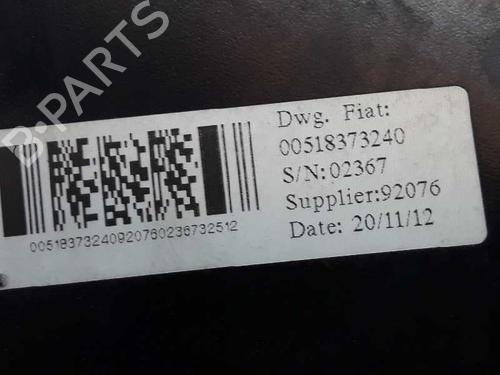 B-PARTS
Dwg. Fiat:
00518373240
S/N:02367
Supplier:92076
Date: 20/11/12
00518373240920760236732512